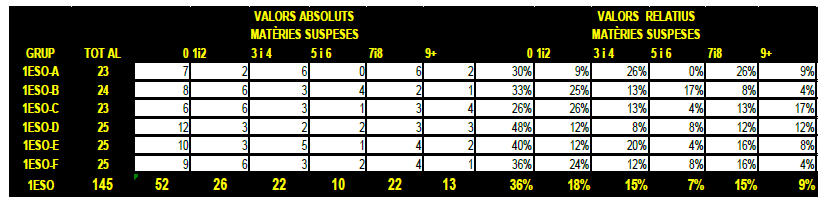 VALORS ABSOLUTS VALORS RELATIUS
MATÈRIES SUSPESES MATÈRIES SUSPESES
GRUP TOTAL 0 1i2 3 i 4 5 i 6 7i8 9+ 0 1i2 3 i 4 5 i 6 7i8 9+
1ESO-A 23 7 2 6 0 6 2 30% 9% 26% 0% 26% 9%
1ESO-B 24 8 6 3 4 2 1 33% 25% 13% 17% 8% 4%
1ESO-C 23 6 6 3 1 3 4 26% 26% 13% 4% 13% 17%
1ESO-D 25 12 3 2 2 3 3 48% 12% 8% 8% 12% 12%
1ESO-E 25 10 3 5 1 4 2 40% 12% 20% 4% 16% 8%
1ESO-F 25 9 6 3 2 4 1 36% 24% 12% 8% 16% 4%
1ESO 145 52 26 22 10 22 13 36% 18% 15% 7% 15% 9%